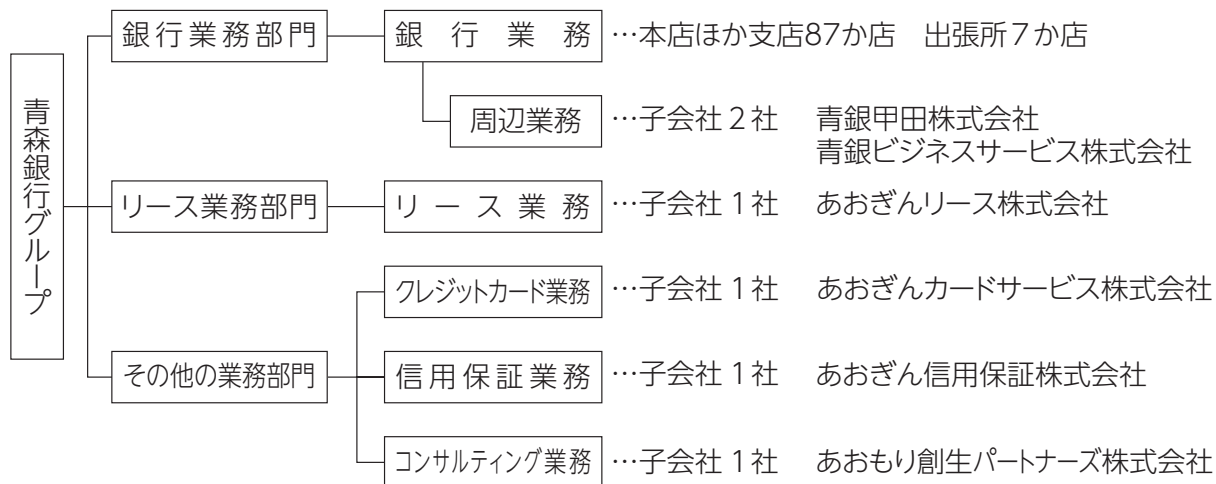 青森銀行グループ
銀行業務部門
銀行業務
…本店ほか支店87か店　出張所7か店
周辺業務
…子会社2社　青銀甲田株式会社
青銀ビジネスサービス株式会社
リース業務部門
リース業務
…子会社1社　あおぎんリース株式会社
その他の業務部門
クレジットカード業務
…子会社1社　あおぎんカードサービス株式会社
信用保証業務
…子会社1社　あおぎん信用保証株式会社
コンサルティング業務
…子会社1社　あおもり創生パートナーズ株式会社